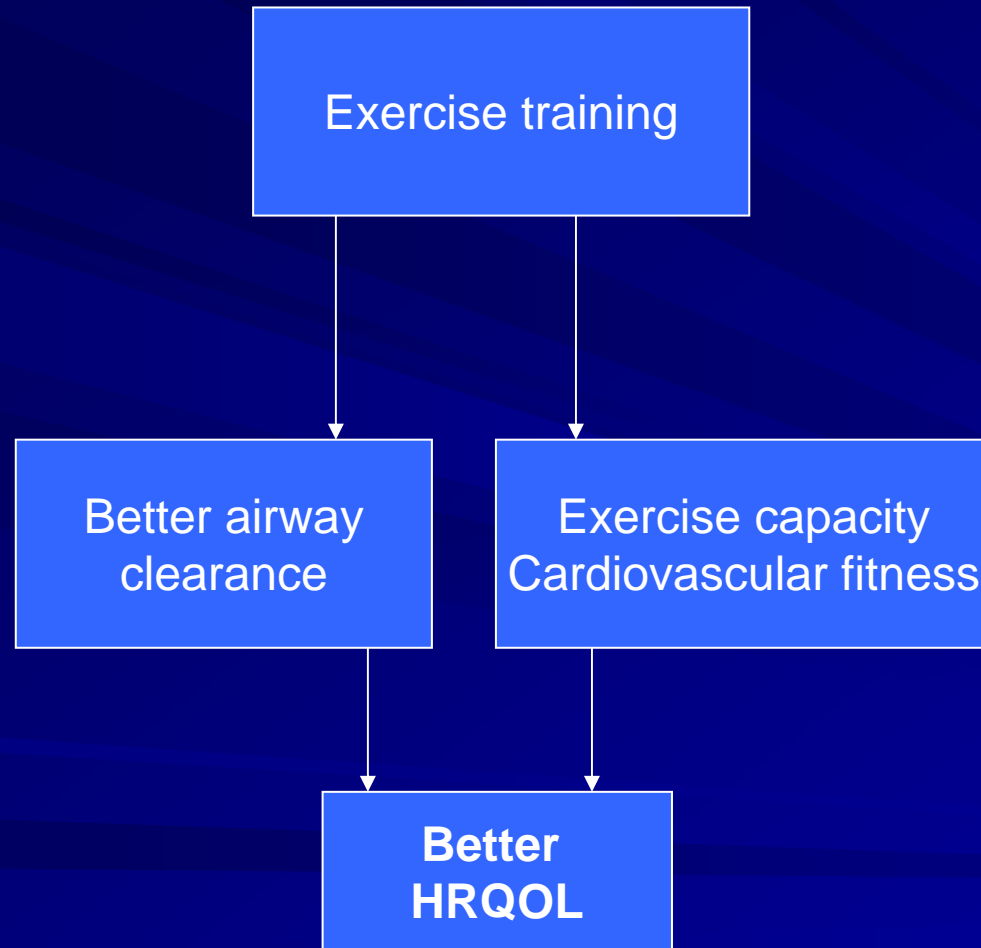 Exercise training
Better airway
clearance
Exercise capacity
Cardiovascular fitness
Better
HRQOL